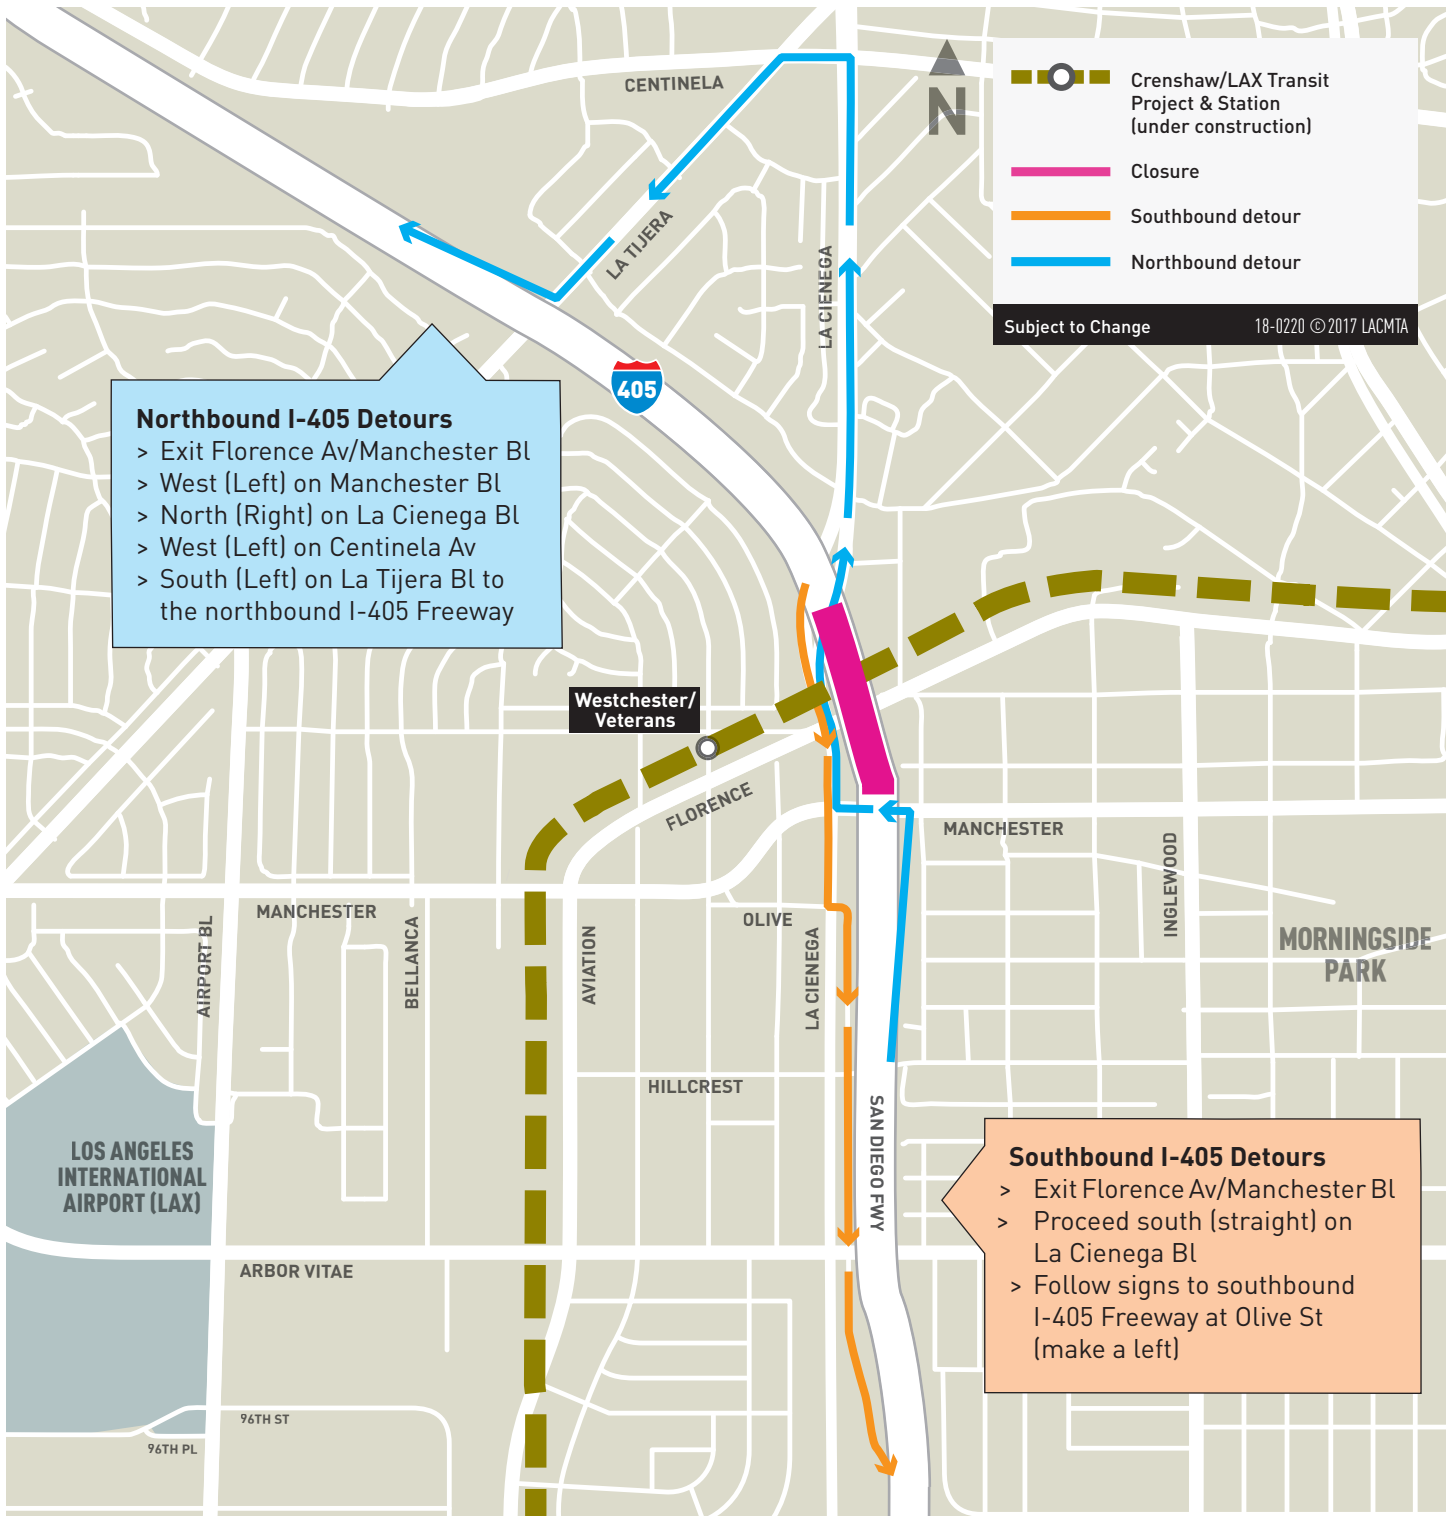 CENTINELA
N
Crenshaw/LAX Transit
Project & Station
(under construction)
Closure
Southbound detour
Northbound detour
Subject to Change
18-0220 © 2017 LACMTA
LA TIJERA
LA CIENEGA
405
Northbound I-405 Detours
> Exit Florence Av/Manchester Bl
> West (Left) on Manchester Bl
> North (Right) on La Cienega Bl
> West (Left) on Centinela Av
> South (Left) on La Tijera Bl to
the northbound I-405 Freeway
Westchester/
Veterans
FLORENCE
MANCHESTER
INGLEWOOD
MANCHESTER
OLIVE
AIRPORT BL
BELLANCA
AVIATION
LA CIENEGA
MORNINGSIDE
PARK
HILLCREST
SAN DIEGO FWY
LOS ANGELES
INTERNATIONAL
AIRPORT (LAX)
Southbound I-405 Detours
> Exit Florence Av/Manchester Bl
> Proceed south (straight) on
La Cienega Bl
> Follow signs to southbound
I-405 Freeway at Olive St
(make a left)
ARBOR VITAE
96TH ST
96TH PL